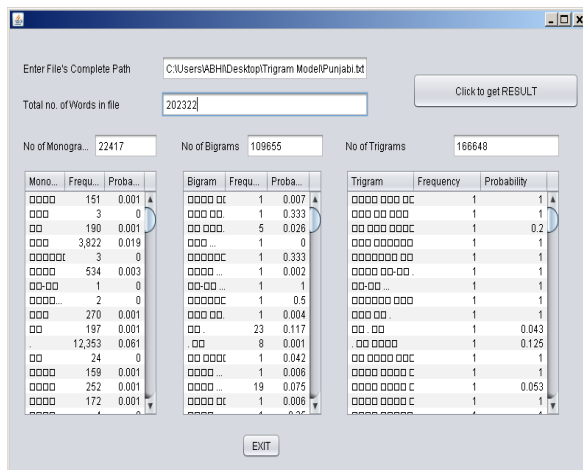 Enter File's Complete Path C:\Users\ABHI\Desktop\Trigram Model\Punjabi.txt
Click to get RESULT
Total no. of Words in file 202322
No of Monogra... 22417 No of Bigrams 109655 No of Trigrams 166648
Mono... Frequ... Proba... Bigram Frequ... Proba... Trigram Frequency Probability
151 0.001 1 0.007 1 1
3 0 1 0.333 1 1
190 0.001 5 0.026 1 0.2
3,822 0.019 1 0 1 1
3 0 1 0.333 1 1
534 0.003 1 0.002 1 1
1 0 1 1 1 1
2 0 1 0.5 1 1
270 0.001 1 0.004 1 1
197 0.001 23 0.117 1 0.043
. 12,353 0.061 8 0.001 1 0.125
24 0 1 0.042 1 1
159 0.001 1 0.006 1 1
252 0.001 19 0.075 1 0.053
172 0.001 1 0.006 1 1
EXIT